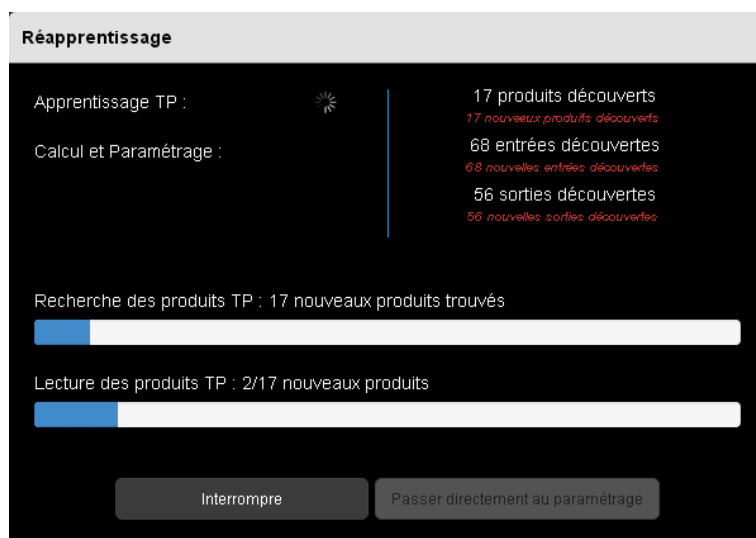 Réapprentissage
Apprentissage TP :
Calcul et Paramétrage :
17 produits découverts
17 nouveaux produits découverts
68 entrées découvertes
68 nouvelles entrées découvertes
56 sorties découvertes
56 nouvelles sorties découvertes
Recherche des produits TP : 17 nouveaux produits trouvés
Lecture des produits TP : 2/17 nouveaux produits
Interrompre
Passer directement au paramétrage